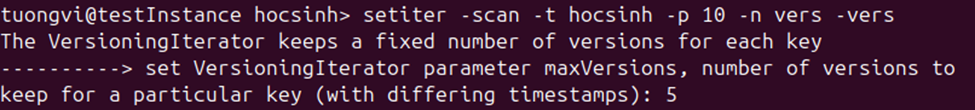 tuongvi@testInstance hocsinh> setiter -scan -t hocsinh -p 10 -n vers -vers
The VersioningIterator keeps a fixed number of versions for each key
----------> set VersioningIterator parameter maxVersions, number of versions to
keep for a particular key (with differing timestamps): 5